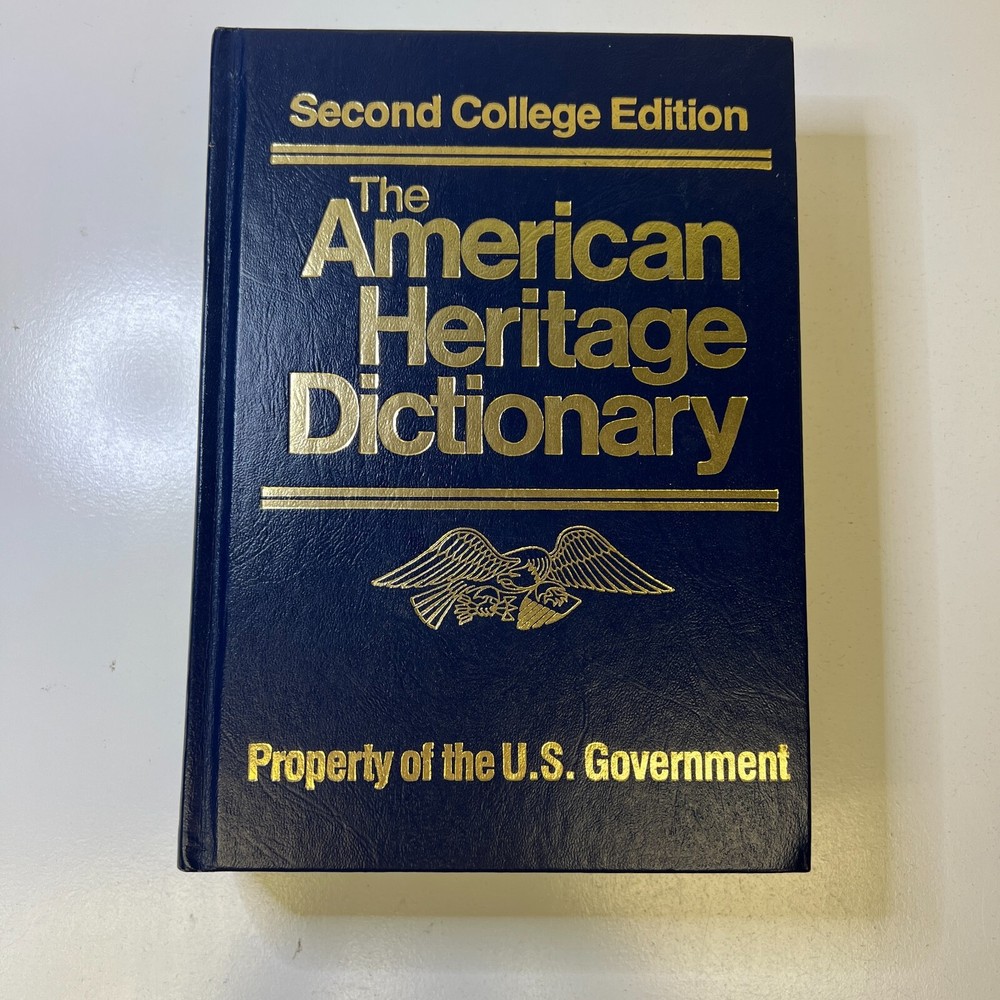 Second College Edition
The
American
Heritage
Dictionary
Property of the U.S. Government